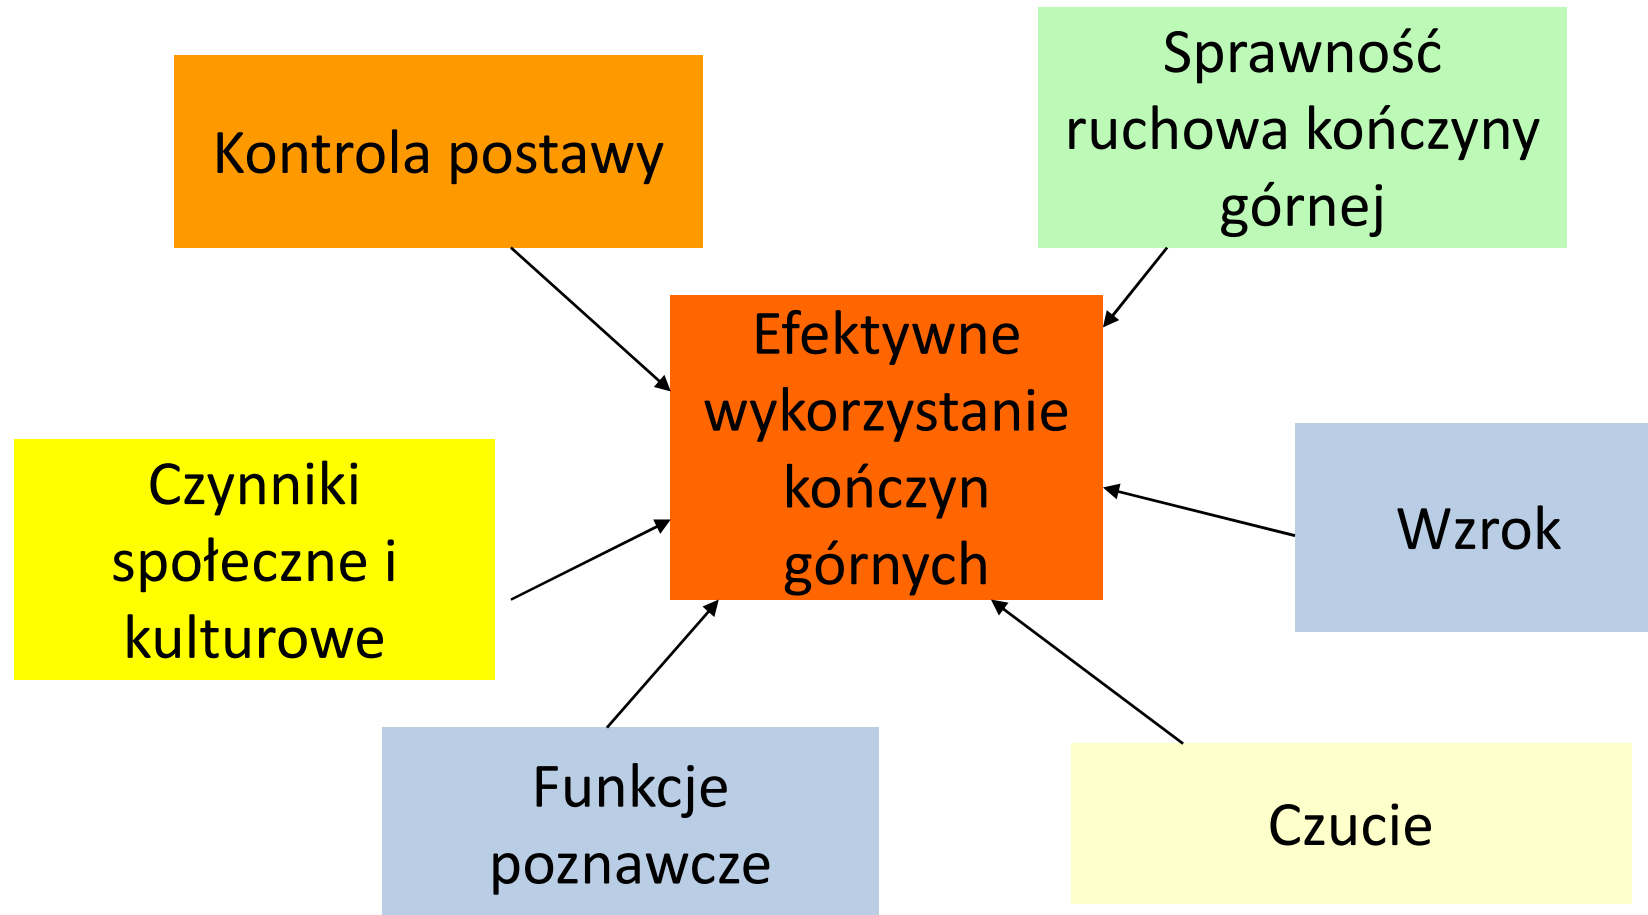 Kontrola postawy
Sprawność
ruchowa kończyny
górnej
Efektywne
wykorzystanie
kończyn
górnych
Czynniki
społeczne i
kulturowe
Wzrok
Funkcje
poznawcze
Czucie